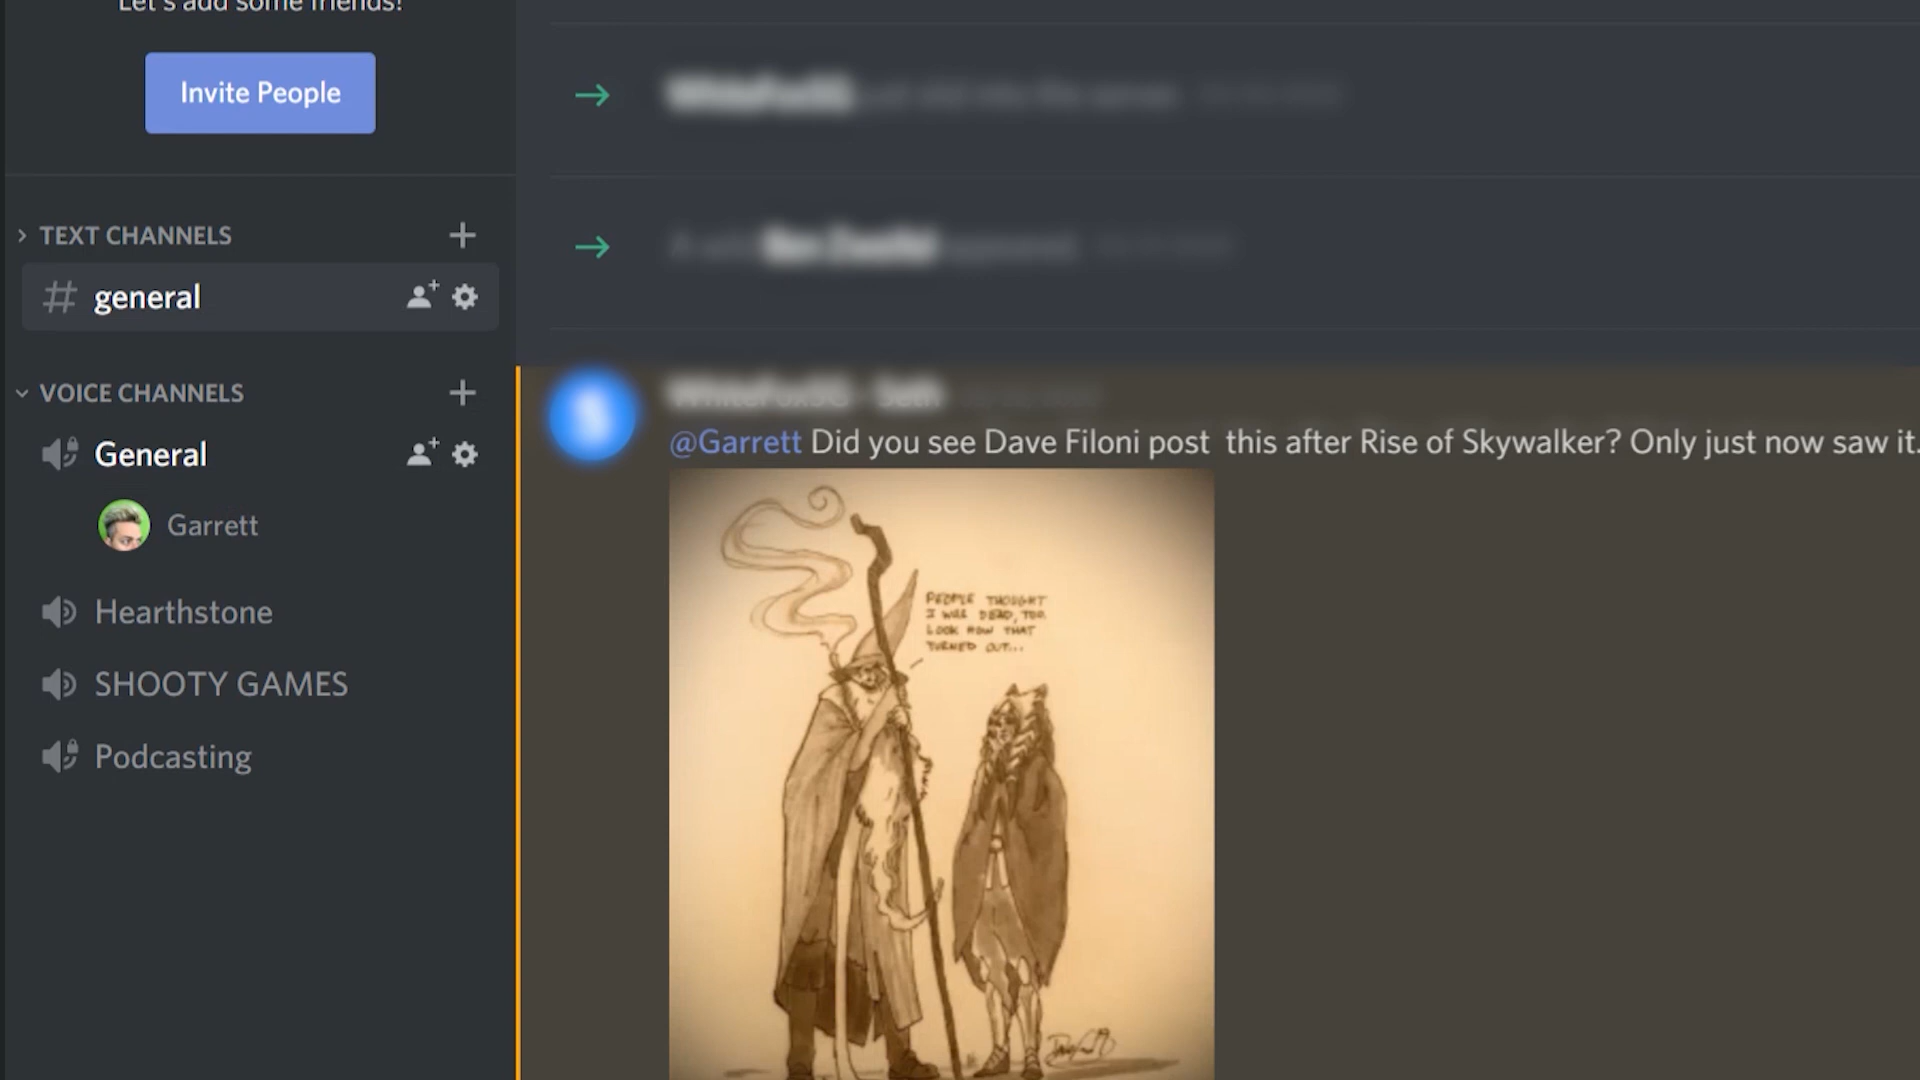 Let's add some friends!
Invite People
TEXT CHANNELS
general
VOICE CHANNELS
General
Garrett
Hearthstone
SHOOTY GAMES
Podcasting
@Garrett Did you see Dave Filoni post this after Rise of Skywalker? Only just now saw it.
PEOPLE THOUGHT
I WAS DEAD, TOO.
LOOK HOW THAT
TURNED OUT...